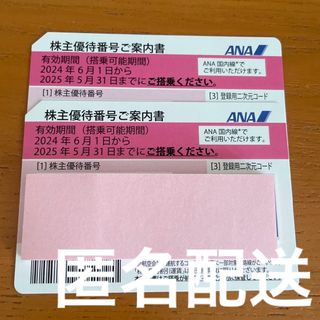 株主優待番号ご案内書 ANA
有効期間（搭乗可能期間）
2024年6月1日から
2025年5月31日までにご搭乗ください。
ANA国内線*で
ご利用いただけます。
[1] 株主優待番号 [3] 登録用二次元コード
株主優待番号ご案内書 ANA
有効期間（搭乗可能期間）
2024年6月1日から
2025年5月31日までにご搭乗ください。
ANA国内線*で
ご利用いただけます。
[1] 株主優待番号 [3] 登録用二次元コード
匿名配送